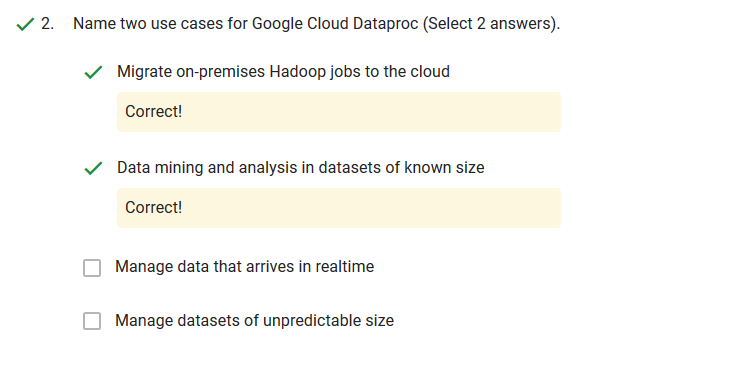 2. Name two use cases for Google Cloud Dataproc (Select 2 answers).
Migrate on-premises Hadoop jobs to the cloud
Correct!
Data mining and analysis in datasets of known size
Correct!
Manage data that arrives in realtime
Manage datasets of unpredictable size